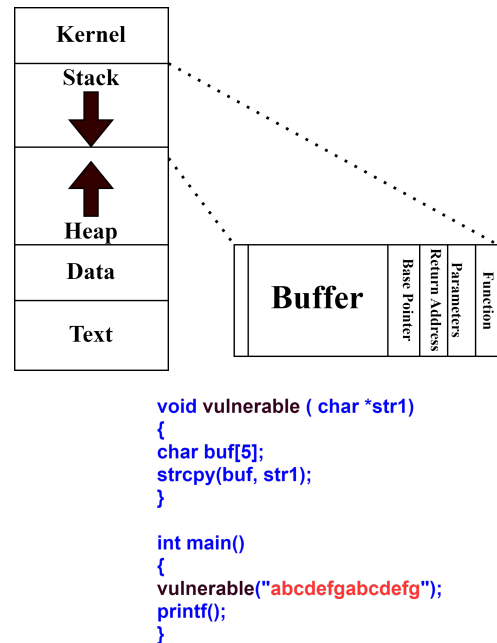 Kernel
Stack
Heap
Data
Text
Buffer
Base Pointer
Return Address
Parameters
Function
void vulnerable ( char *str1)
{
char buf[5];
strcpy(buf, str1);
}
int main()
{
vulnerable("abcdefgabcdefg");
printf();
}